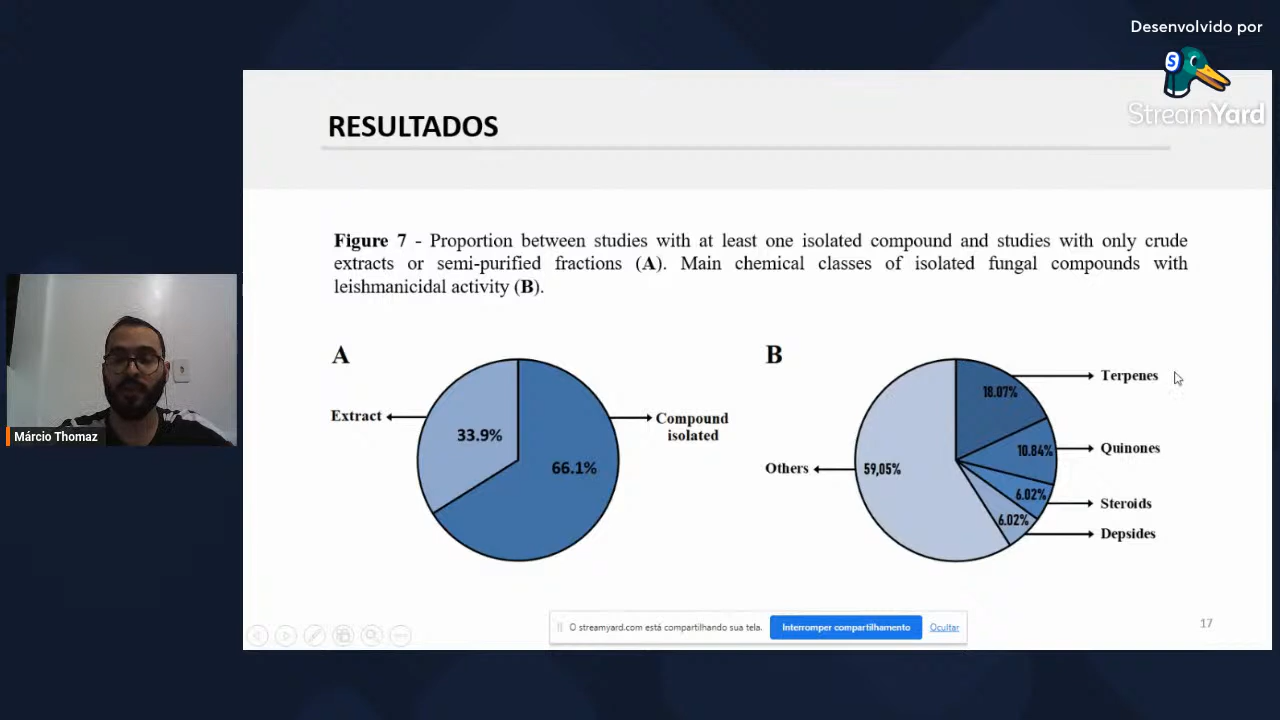 Desenvolvido por
StreamYard
RESULTADOS
Figure 7 - Proportion between studies with at least one isolated compound and studies with only crude
extracts or semi-purified fractions (A). Main chemical classes of isolated fungal compounds with
leishmanicidal activity (B).
A
Extract
33.9%
66.1%
Compound
isolated
B
Others
59,05%
18.07%
Terpenes
10.84%
Quinones
6.02%
Steroids
6.02%
Depsides
Márcio Thomaz
O streamyard.com está compartilhando sua tela.
Interromper compartilhamento
Ocultar
17